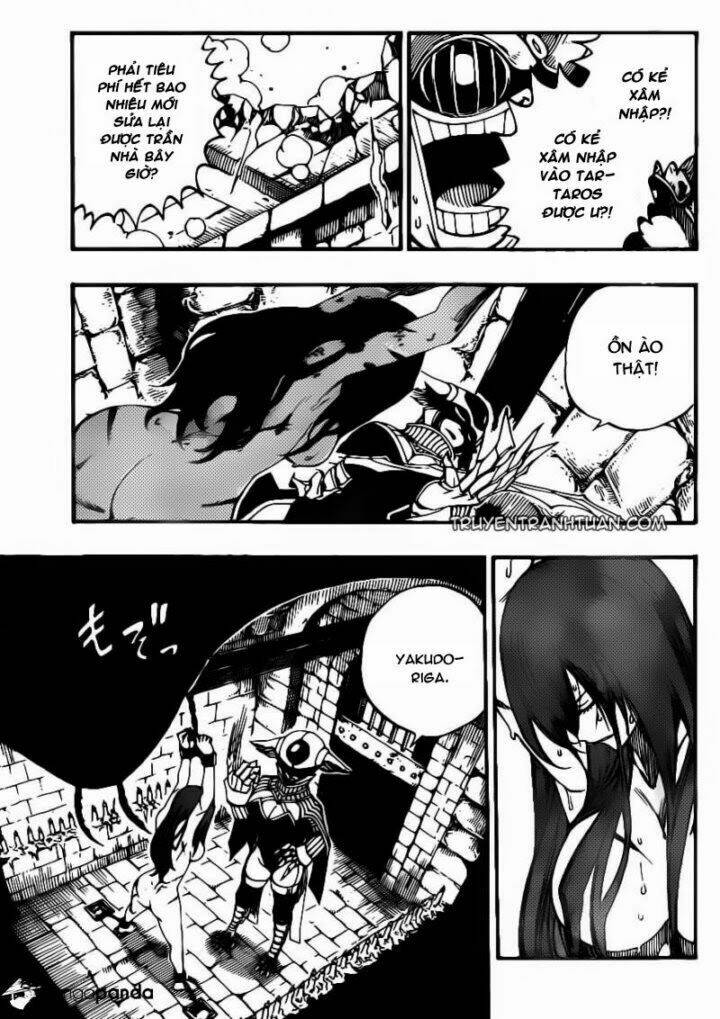 CÓ KẺ
XÂM
NHẬP?!
CÓ KẺ
XÂM NHẬP
VÀO TAR-
TAROS
ĐƯỢC Ư?!
PHẢI TIÊU
PHÍ HẾT BAO
NHIÊU MỚI
SỬA LẠI
ĐƯỢC TRẦN
NHÀ BÂY
GIỜ?
ỒN ÀO
THẬT!
TRUYENTRANHTUAN.COM
YAKUDO-
RIGA.
もぞっ
mangapanda